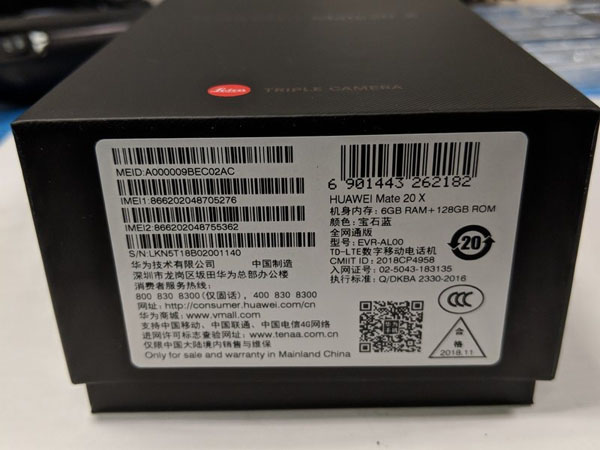 Leica TRIPLE CAMERA
MEID:A000009BEC02AC
IMEI1:866202048705276
IMEI2:866202048755362
S/N:LKN5T18B02001140
华为技术有限公司 中国制造
深圳市龙岗区坂田华为总部办公楼
消费者服务热线:
800 830 8300(仅固话), 400 830 8300
网址: http://consumer.huawei.com/cn
华为商城: www.vmall.com
支持中国移动、中国联通、中国电信4G网络
进网许可标志查验网址: www.tenaa.com.cn
仅限中国大陆境内销售与维保
Only for sale and warranty in Mainland China
6 901443 262182
HUAWEI Mate 20 X
机身内存: 6GB RAM+128GB ROM
颜色: 宝石蓝
全网通版
型号: EVR-AL00
TD-LTE数字移动电话机
CMIIT ID: 2018CP4958
入网证号: 02-5043-183135
执行标准: Q/DKBA 2330-2016
20
CCC
合格
2018.11